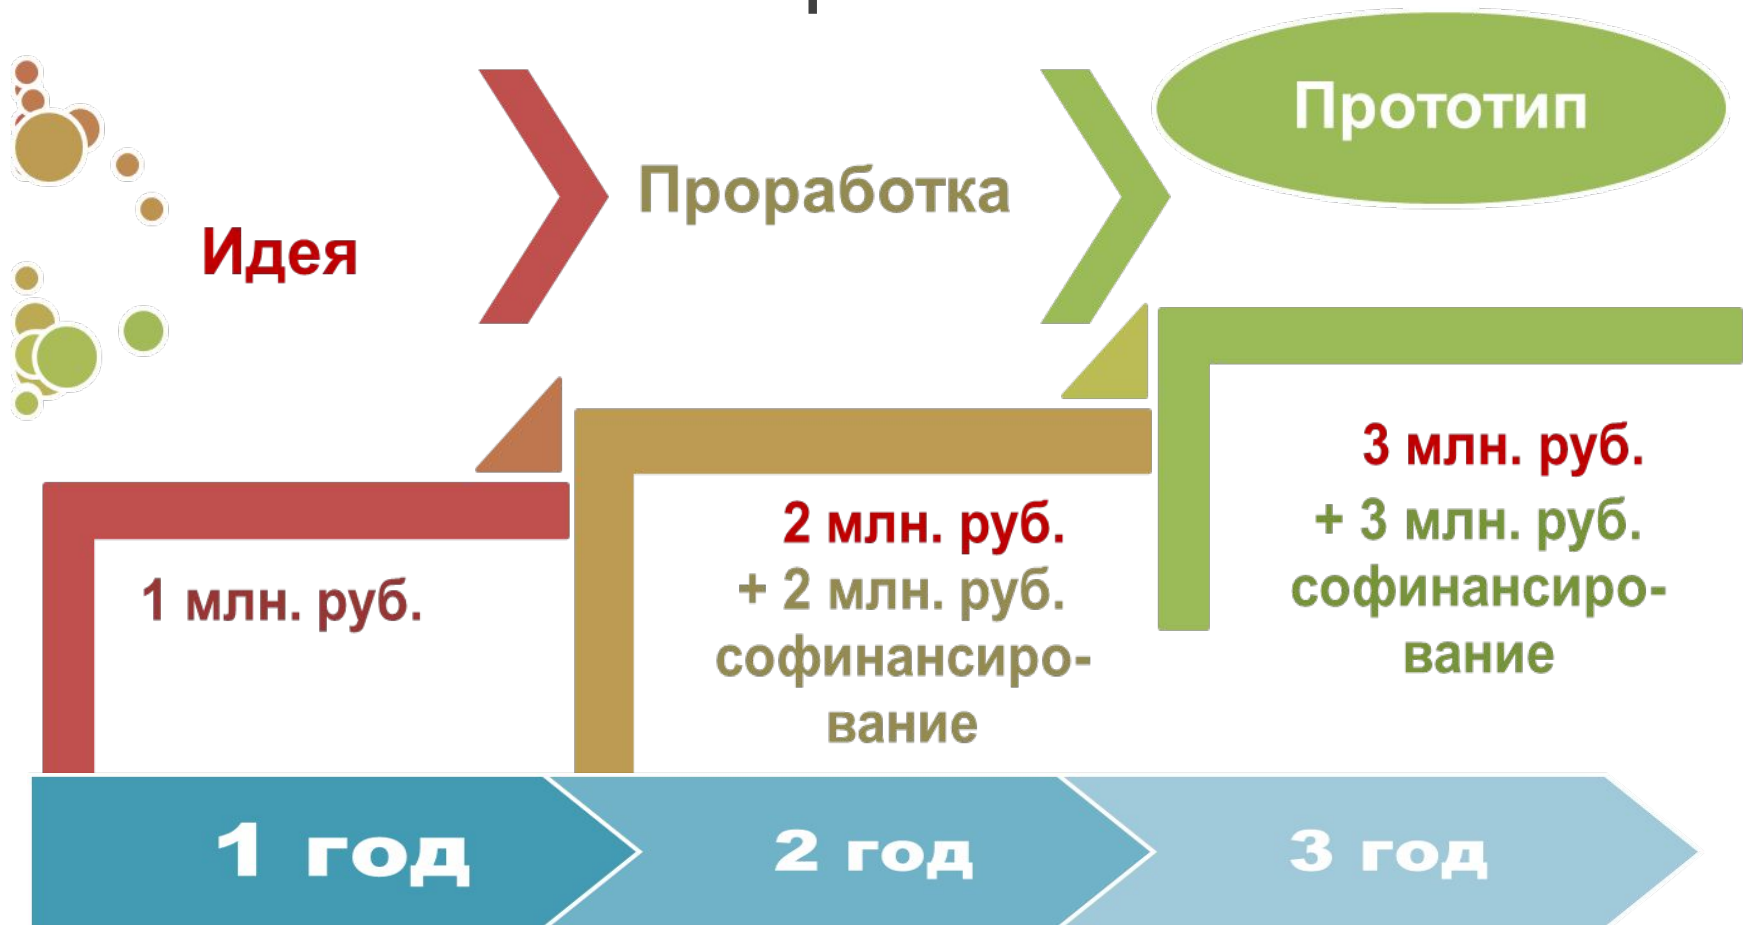 Идея
Проработка
Прототип
1 млн. руб.
2 млн. руб.
+ 2 млн. руб.
софинансиро-
вание
3 млн. руб.
+ 3 млн. руб.
софинансиро-
вание
1 год
2 год
3 год